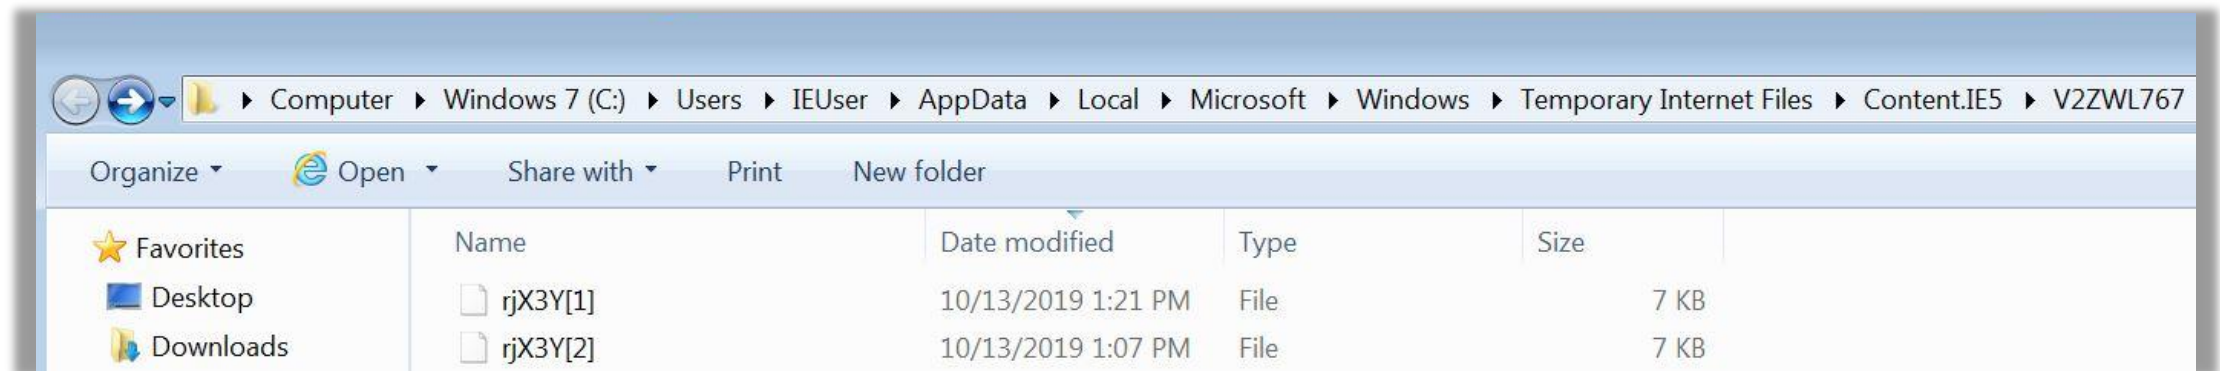 Computer Windows 7 (C:) Users IEUser AppData Local Microsoft Windows Temporary Internet Files Content.IE5 V2ZWL767
Organize Open Share with Print New folder
Favorites Name Date modified Type Size
Desktop rjX3Y[1] 10/13/2019 1:21 PM File 7 KB
Downloads rjX3Y[2] 10/13/2019 1:07 PM File 7 KB